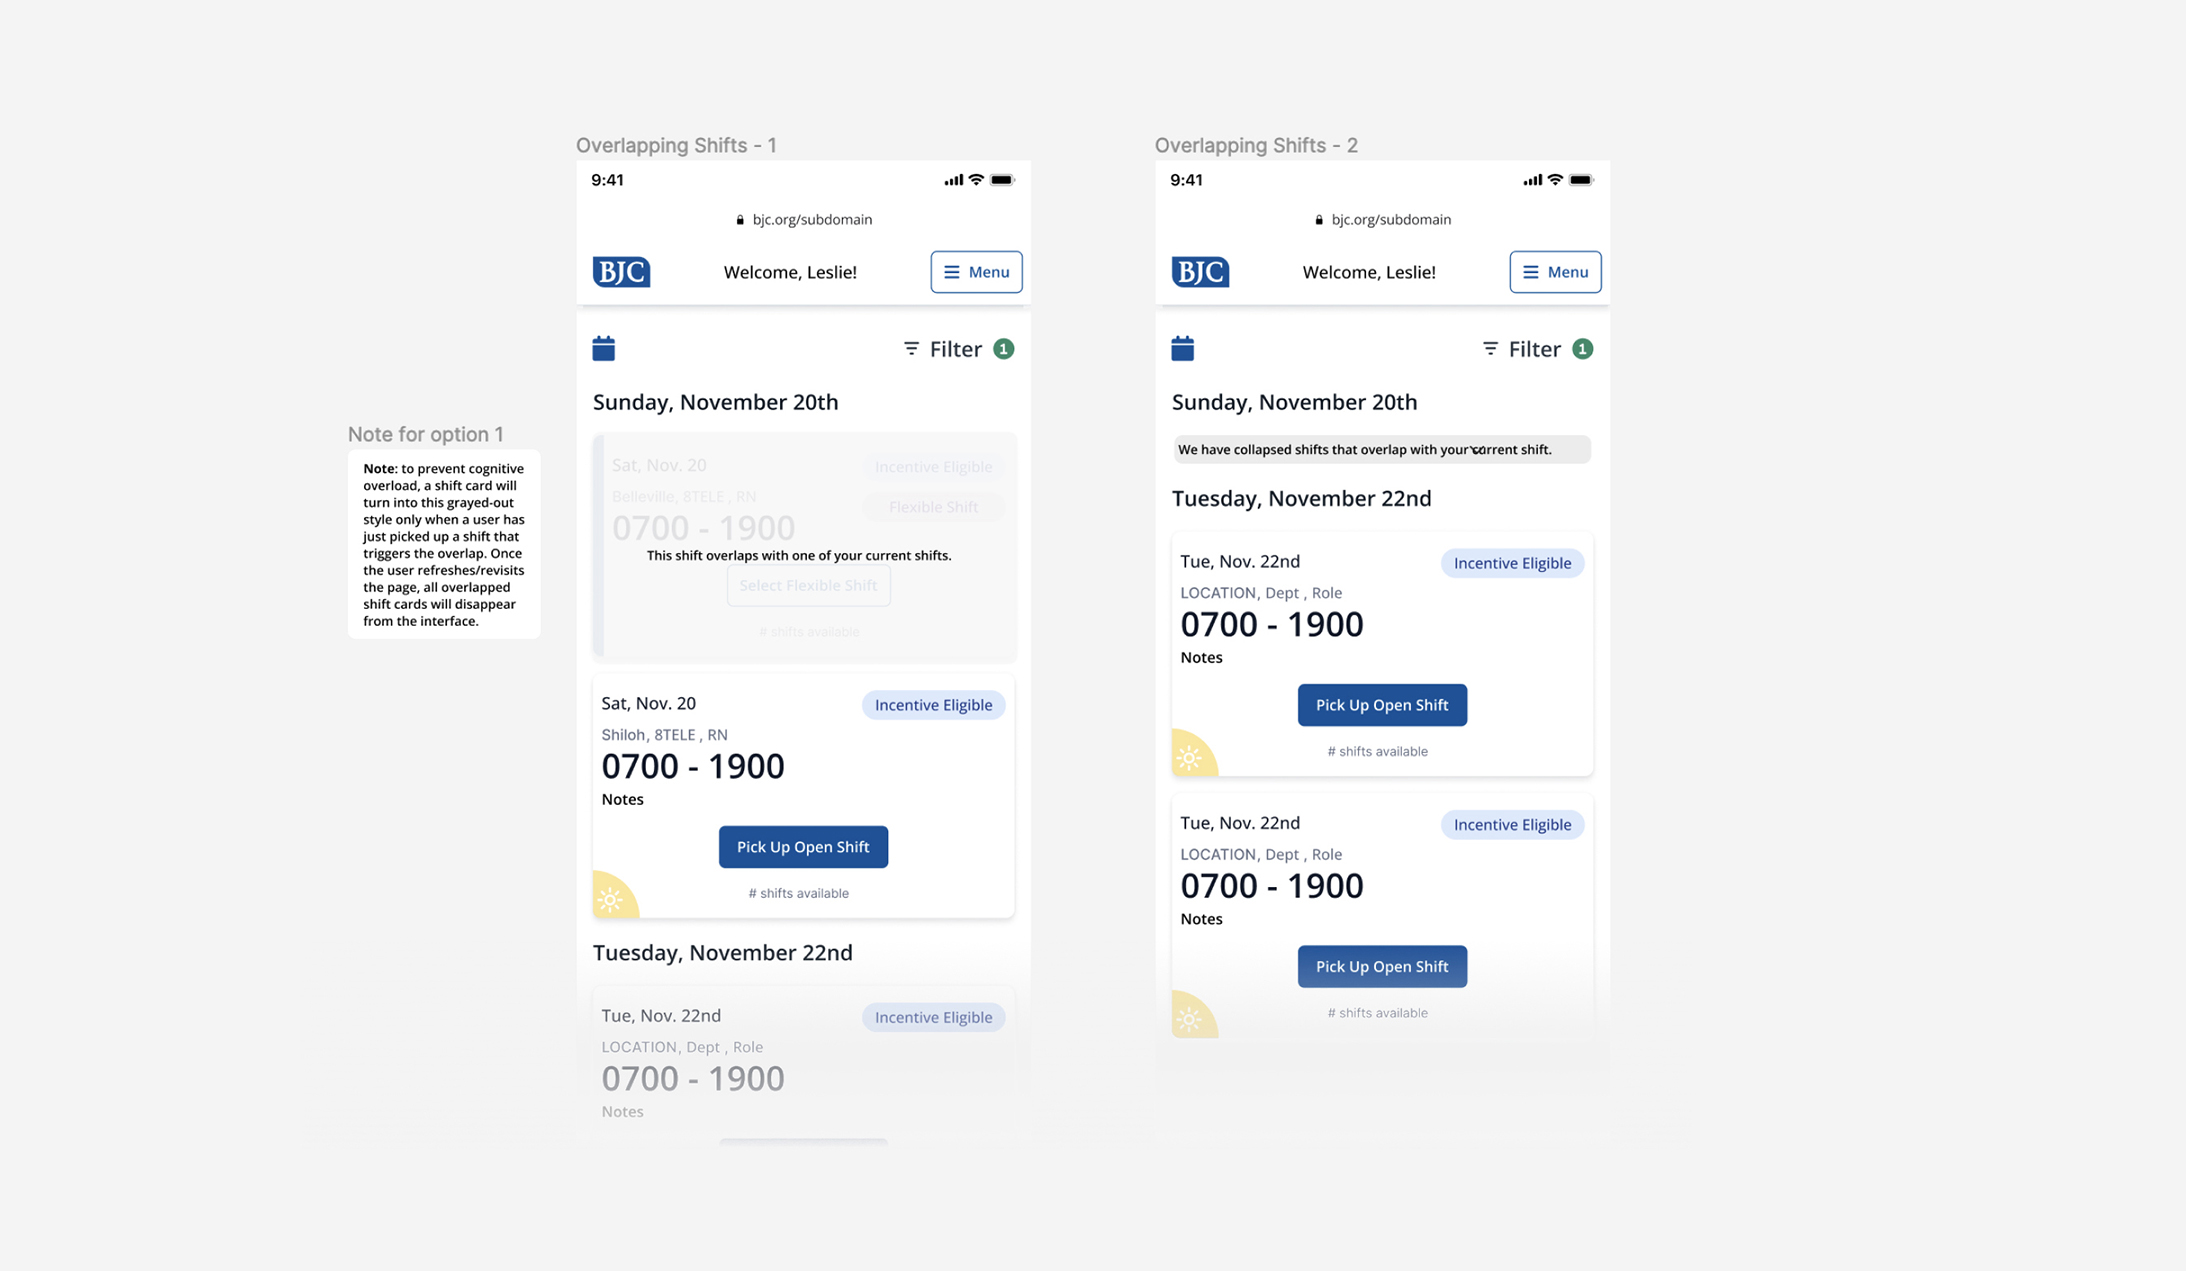 Note for option 1
Note: to prevent cognitive
overload, a shift card will
turn into this grayed-out
style only when a user has
just picked up a shift that
triggers the overlap. Once
the user refreshes/revisits
the page, all overlapped
shift cards will disappear
from the interface.
Overlapping Shifts - 1
9:41
bjc.org/subdomain
BJC
Welcome, Leslie!
Menu
Filter 1
Sunday, November 20th
Sat, Nov. 20
Incentive Eligible
Belleville, 8TELE , RN
Flexible Shift
0700 - 1900
This shift overlaps with one of your current shifts.
Select Flexible Shift
# shifts available
Sat, Nov. 20
Incentive Eligible
Shiloh, 8TELE , RN
0700 - 1900
Notes
Pick Up Open Shift
# shifts available
Tuesday, November 22nd
Tue, Nov. 22nd
Incentive Eligible
LOCATION, Dept , Role
0700 - 1900
Notes
Overlapping Shifts - 2
9:41
bjc.org/subdomain
BJC
Welcome, Leslie!
Menu
Filter 1
Sunday, November 20th
We have collapsed shifts that overlap with your current shift.
Tuesday, November 22nd
Tue, Nov. 22nd
Incentive Eligible
LOCATION, Dept , Role
0700 - 1900
Notes
Pick Up Open Shift
# shifts available
Tue, Nov. 22nd
Incentive Eligible
LOCATION, Dept , Role
0700 - 1900
Notes
Pick Up Open Shift
# shifts available